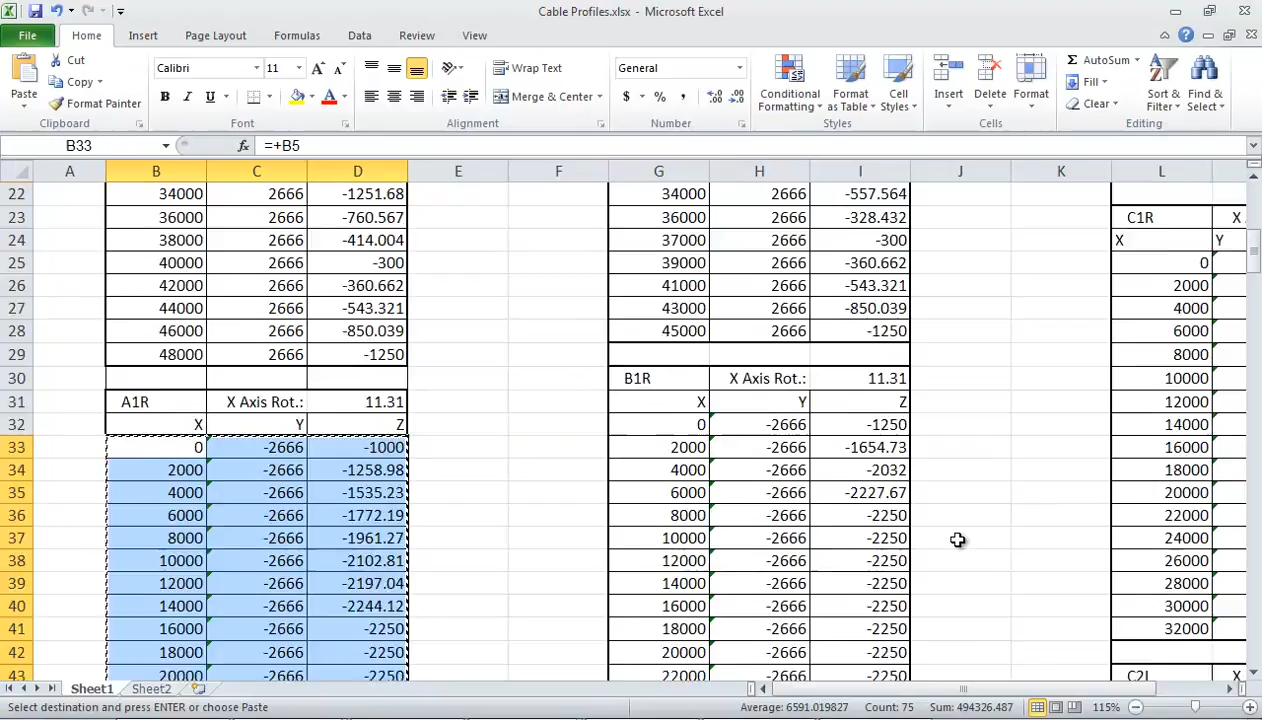 Cable Profiles.xlsx - Microsoft Excel
File Home Insert Page Layout Formulas Data Review View
Paste Cut Copy Format Painter
Calibri 11 Wrap Text General AutoSum
B I U Merge & Center $ % , Conditional Formatting Format as Table Cell Styles Insert Delete Format Fill Clear Sort & Filter Find & Select
Clipboard Font Alignment Number Styles Cells Editing
B33 fx =+B5
A B C D E F G H I J K L
22 34000 2666 -1251.68 34000 2666 -557.564
23 36000 2666 -760.567 36000 2666 -328.432 C1R X
24 38000 2666 -414.004 37000 2666 -300 X Y
25 40000 2666 -300 39000 2666 -360.662 0
26 42000 2666 -360.662 41000 2666 -543.321 2000
27 44000 2666 -543.321 43000 2666 -850.039 4000
28 46000 2666 -850.039 45000 2666 -1250 6000
29 48000 2666 -1250 8000
30 B1R X Axis Rot.: 11.31 10000
31 A1R X Axis Rot.: 11.31 X Y Z 12000
32 X Y Z 0 -2666 -1250 14000
33 0 -2666 -1000 2000 -2666 -1654.73 16000
34 2000 -2666 -1258.98 4000 -2666 -2032 18000
35 4000 -2666 -1535.23 6000 -2666 -2227.67 20000
36 6000 -2666 -1772.19 8000 -2666 -2250 22000
37 8000 -2666 -1961.27 10000 -2666 -2250 24000
38 10000 -2666 -2102.81 12000 -2666 -2250 26000
39 12000 -2666 -2197.04 14000 -2666 -2250 28000
40 14000 -2666 -2244.12 16000 -2666 -2250 30000
41 16000 -2666 -2250 18000 -2666 -2250 32000
42 18000 -2666 -2250 20000 -2666 -2250
43 20000 -2666 -2250 22000 -2666 -2250 C2L X
Sheet1 Sheet2
Select destination and press ENTER or choose Paste Average: 6591.019827 Count: 75 Sum: 494326.487 115%